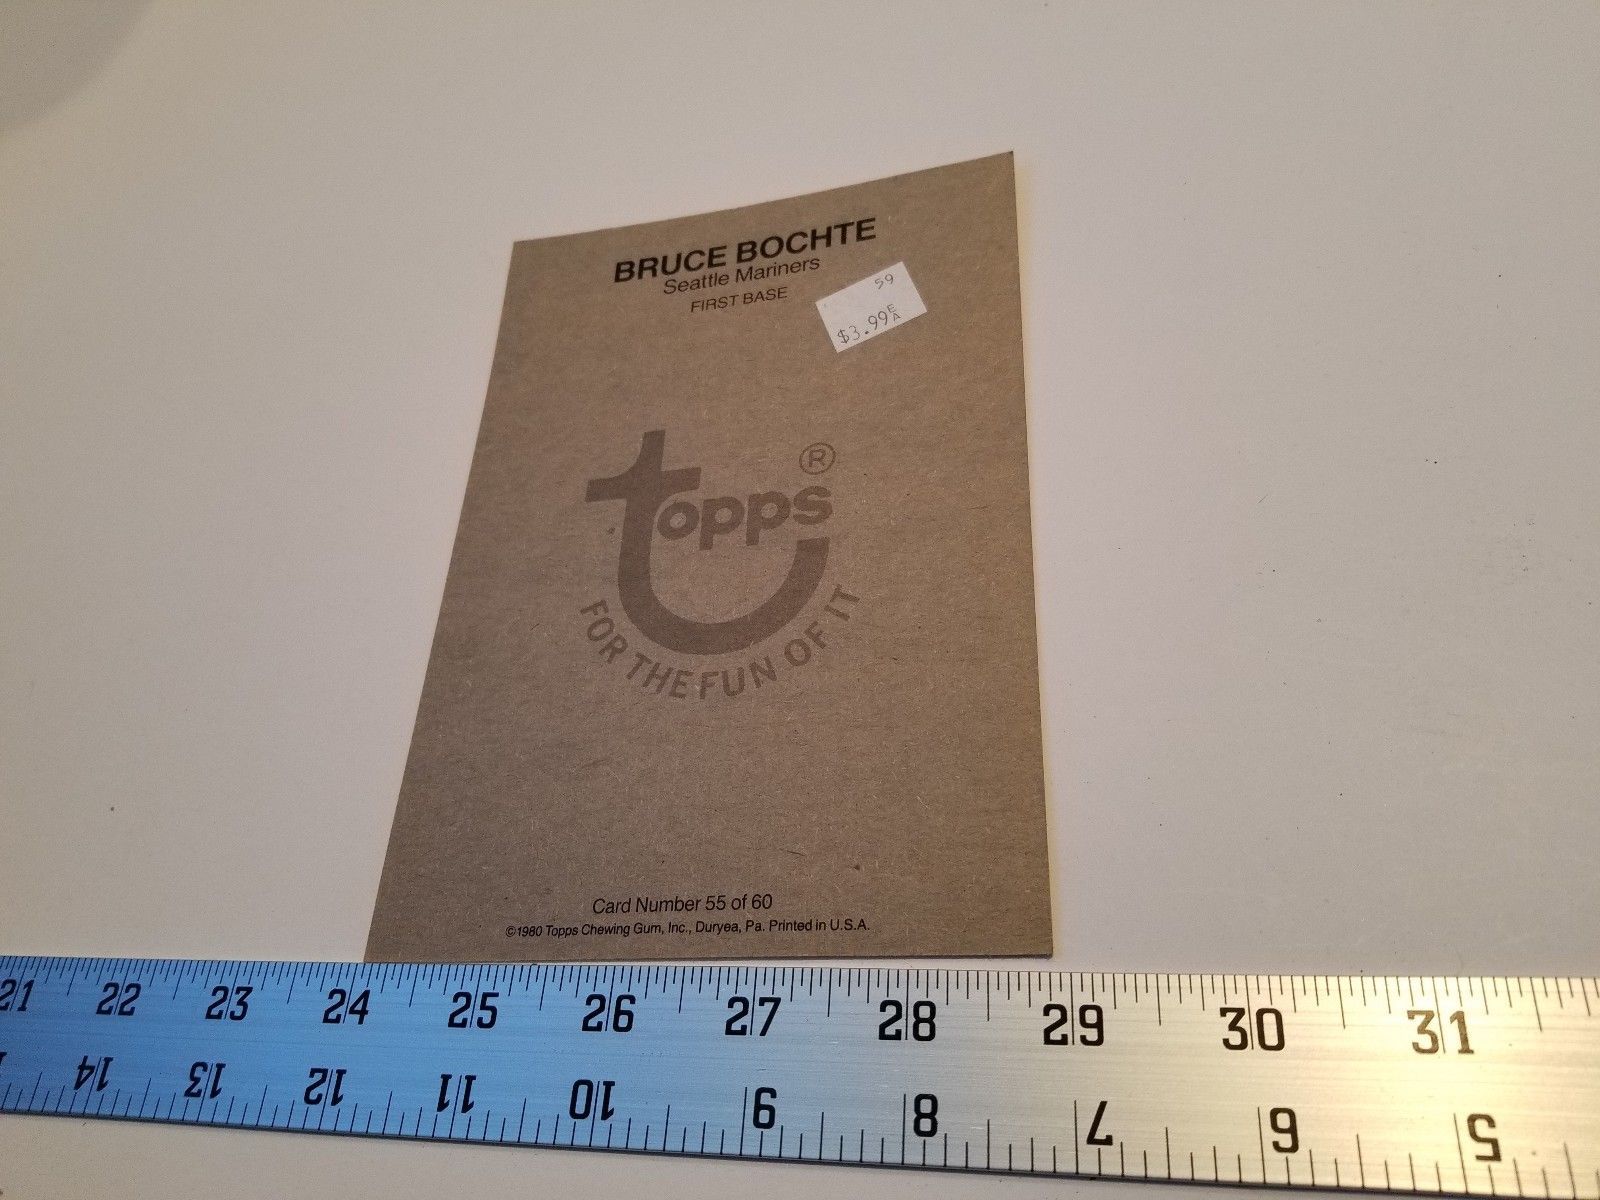 BRUCE BOCHTE
Seattle Mariners
FIRST BASE
59
$3.99 EA
topps ®
FOR THE FUN OF IT
Card Number 55 of 60
©1980 Topps Chewing Gum, Inc., Duryea, Pa. Printed in U.S.A.
21 22 23 24 25 26 27 28 29 30 31
14 13 12 11 10 9 8 7 6 5